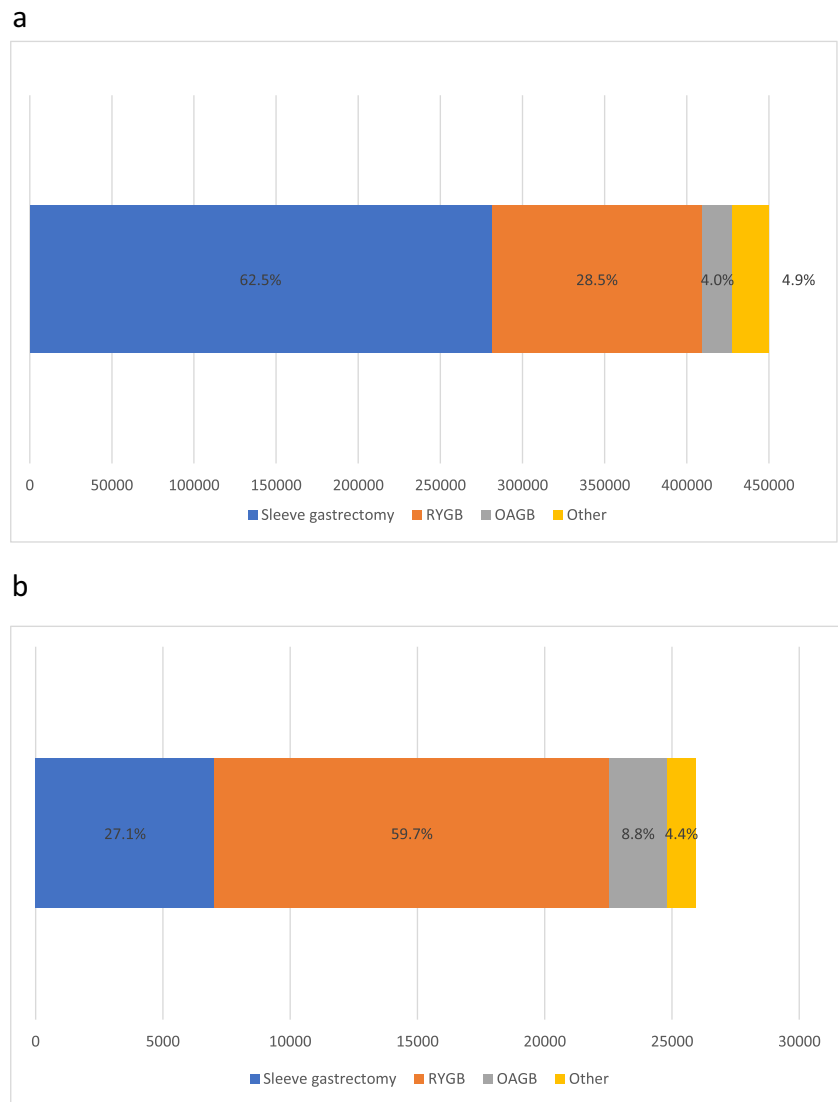 a
62.5% 28.5% 4.0% 4.9%
0 50000 100000 150000 200000 250000 300000 350000 400000 450000
Sleeve gastrectomy RYGB OAGB Other
b
27.1% 59.7% 8.8% 4.4%
0 5000 10000 15000 20000 25000 30000
Sleeve gastrectomy RYGB OAGB Other